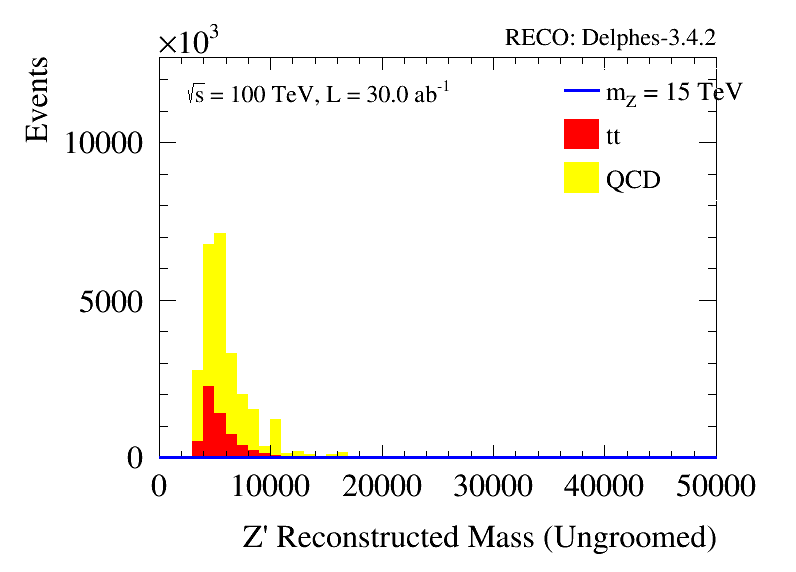 ×10³
RECO: Delphes-3.4.2
Events
√s = 100 TeV, L = 30.0 ab⁻¹
m_Z = 15 TeV
tt
QCD
10000
5000
0
0 10000 20000 30000 40000 50000
Z' Reconstructed Mass (Ungroomed)